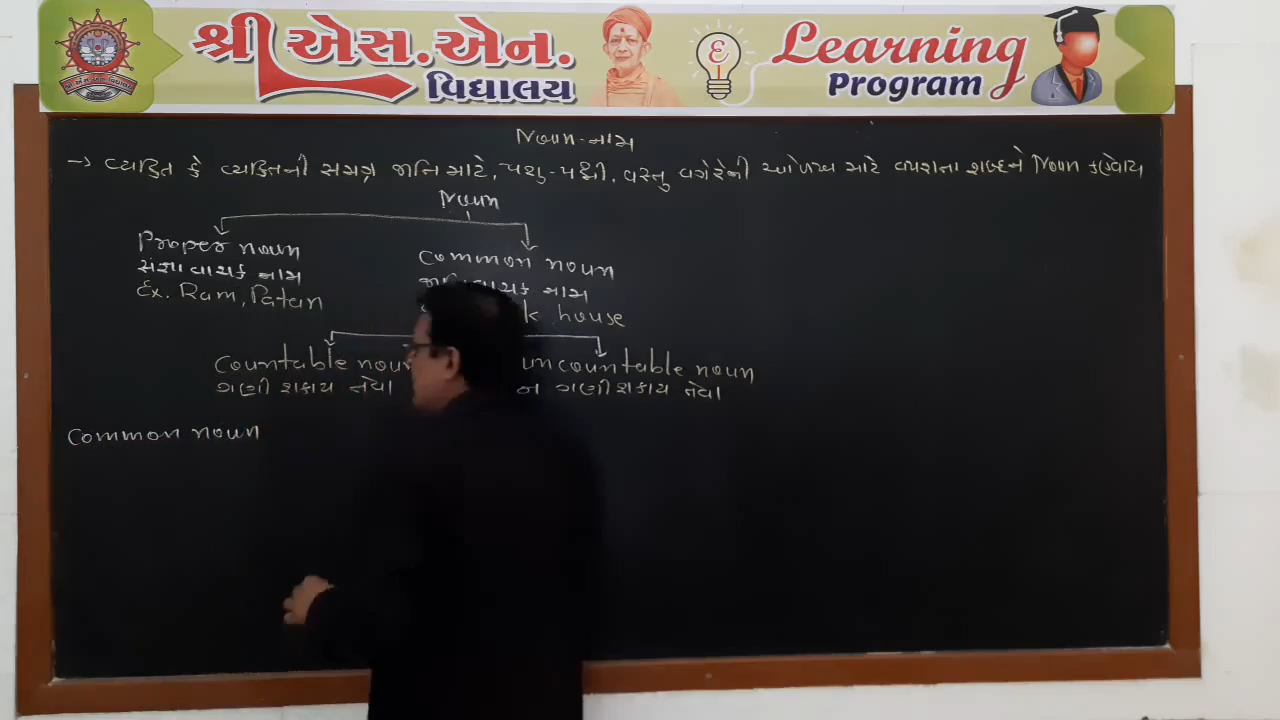 શ્રી એસ.એન. વિદ્યાલય
Learning Program
Noun - નામ
→ વ્યક્તિ કે વ્યક્તિની સમગ્ર જાતિ માટે, પશુ-પક્ષી, વસ્તુ વગેરેની ઓળખ માટે વપરાતા શબ્દને Noun કહેવાય
Noun
Proper noun
સંજ્ઞાવાચક નામ
Ex. Ram, Patan
Common noun
નામ
house
Countable noun
ગણી શકાય તેવા
uncountable noun
ન ગણી શકાય તેવા
Common noun